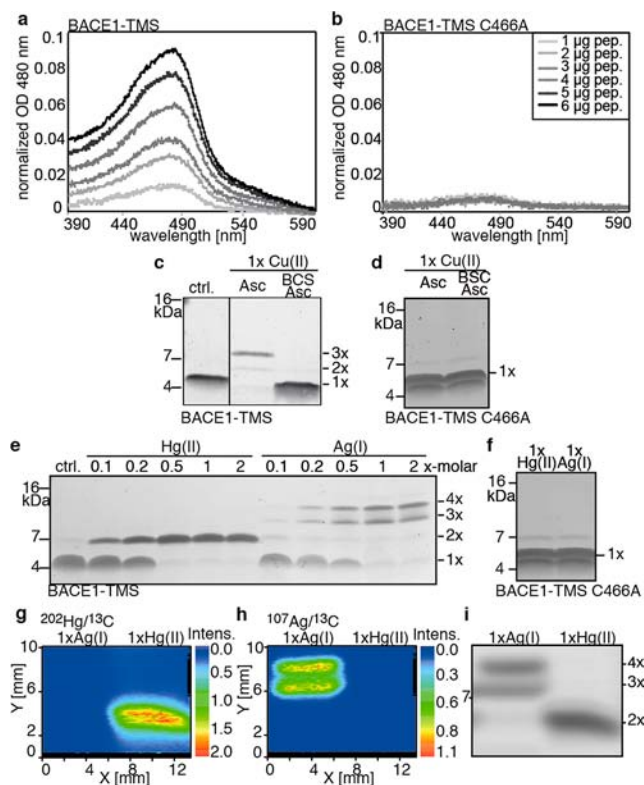 a BACE1-TMS
b BACE1-TMS C466A
normalized OD 480 nm
0.1
0.08
0.06
0.04
0.02
0
390 440 490 540 590
wavelength [nm]
normalized OD 480 nm
0.1
0.08
0.06
0.04
0.02
0
390 440 490 540 590
wavelength [nm]
1 µg pep.
2 µg pep.
3 µg pep.
4 µg pep.
5 µg pep.
6 µg pep.
c
1x Cu(II)
ctrl. Asc BCS Asc
16
kDa
7
4
3x
2x
1x
BACE1-TMS
d
1x Cu(II)
Asc BSC Asc
16
kDa
7
4
1x
BACE1-TMS C466A
e
Hg(II) Ag(I)
ctrl. 0.1 0.2 0.5 1 2 0.1 0.2 0.5 1 2 x-molar
16
kDa
7
4
4x
3x
2x
1x
BACE1-TMS
f
1x 1x
Hg(II) Ag(I)
16
kDa
7
4
1x
BACE1-TMS C466A
g
202Hg/13C
1xAg(I) 1xHg(II)
Intens.
0.0
0.5
1.0
1.5
2.0
Y [mm]
10
6
2
0
0 4 8 12
X [mm]
h
107Ag/13C
1xAg(I) 1xHg(II)
Intens.
0.0
0.3
0.6
0.9
1.1
Y [mm]
10
6
2
0
0 4 8 12
X [mm]
i
1xAg(I) 1xHg(II)
7
4x
3x
2x